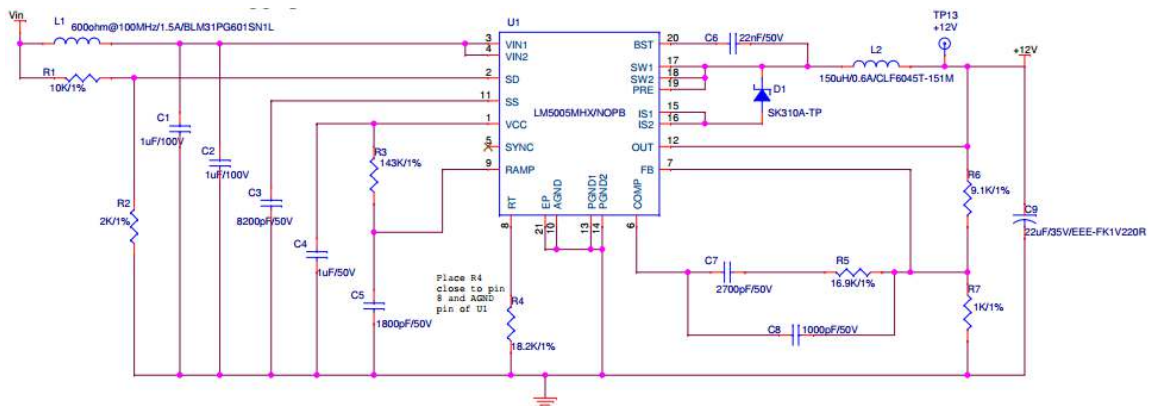 Vin
L1
600ohm@100MHz/1.5A/BLM31PG601SN1L
R1
10K/1%
R2
2K/1%
C1
1uF/100V
C2
1uF/100V
C3
8200pF/50V
C4
1uF/50V
R3
143K/1%
C5
1800pF/50V
Place R4
close to pin
8 and AGND
pin of U1
R4
18.2K/1%
U1
LM5005MHX/NOPB
3 VIN1
4 VIN2
2 SD
11 SS
1 VCC
5 SYNC
9 RAMP
RT 8
EP 21
AGND 10
PGND1 13
PGND2 14
COMP 6
BST 20
SW1 17
SW2 18
PRE 19
IS1 15
IS2 16
OUT 12
FB 7
C6 22nF/50V
D1
SK310A-TP
L2
150uH/0.6A/CLF6045T-151M
TP13
+12V
+12V
R6
9.1K/1%
C9
22uF/35V/EEE-FK1V220R
C7
2700pF/50V
R5
16.9K/1%
R7
1K/1%
C8 1000pF/50V